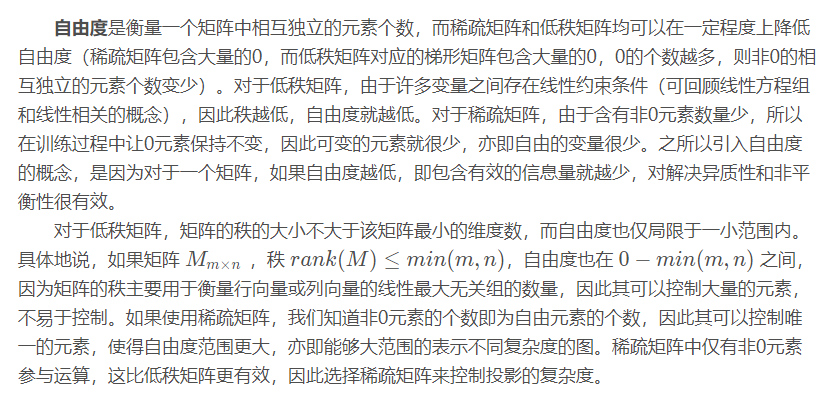 自由度是衡量一个矩阵中相互独立的元素个数，而稀疏矩阵和低秩矩阵均可以在一定程度上降低
自由度（稀疏矩阵包含大量的0，而低秩矩阵对应的梯形矩阵包含大量的0，0的个数越多，则非0的相
互独立的元素个数变少）。对于低秩矩阵，由于许多变量之间存在线性约束条件（可回顾线性方程组
和线性相关的概念），因此秩越低，自由度就越低。对于稀疏矩阵，由于含有非0元素数量少，所以
在训练过程中让0元素保持不变，因此可变的元素就很少，亦即自由的变量很少。之所以引入自由度
的概念，是因为对于一个矩阵，如果自由度越低，即包含有效的信息量就越少，对解决异质性和非平
衡性很有效。
对于低秩矩阵，矩阵的秩的大小不大于该矩阵最小的维度数，而自由度也仅局限于一小范围内。
具体地说，如果矩阵 $M_{m\times n}$ ，秩 $rank(M) \leq min(m,n)$，自由度也在 $0-min(m,n)$ 之间，
因为矩阵的秩主要用于衡量行向量或列向量的线性最大无关组的数量，因此其可以控制大量的元素，
不易于控制。如果使用稀疏矩阵，我们知道非0元素的个数即为自由元素的个数，因此其可以控制唯
一的元素，使得自由度范围更大，亦即能够大范围的表示不同复杂度的图。稀疏矩阵中仅有非0元素
参与运算，这比低秩矩阵更有效，因此选择稀疏矩阵来控制投影的复杂度。